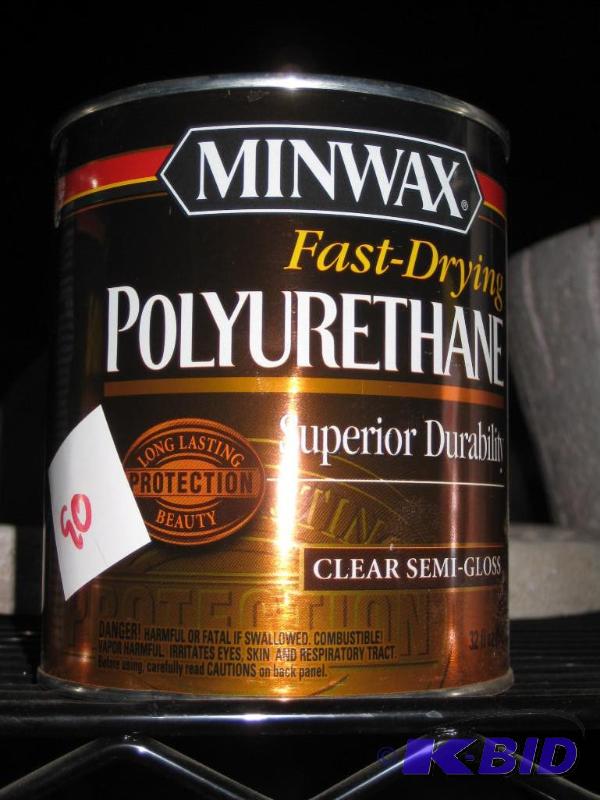 MINWAX®
Fast-Drying
POLYURETHANE
Superior Durability
LONG LASTING
PROTECTION
BEAUTY
90
CLEAR SEMI-GLOSS
PROTECTION
DANGER! HARMFUL OR FATAL IF SWALLOWED. COMBUSTIBLE!
VAPOR HARMFUL. IRRITATES EYES, SKIN AND RESPIRATORY TRACT.
Before using, carefully read CAUTIONS on back panel.
32 fl oz
© K-BID